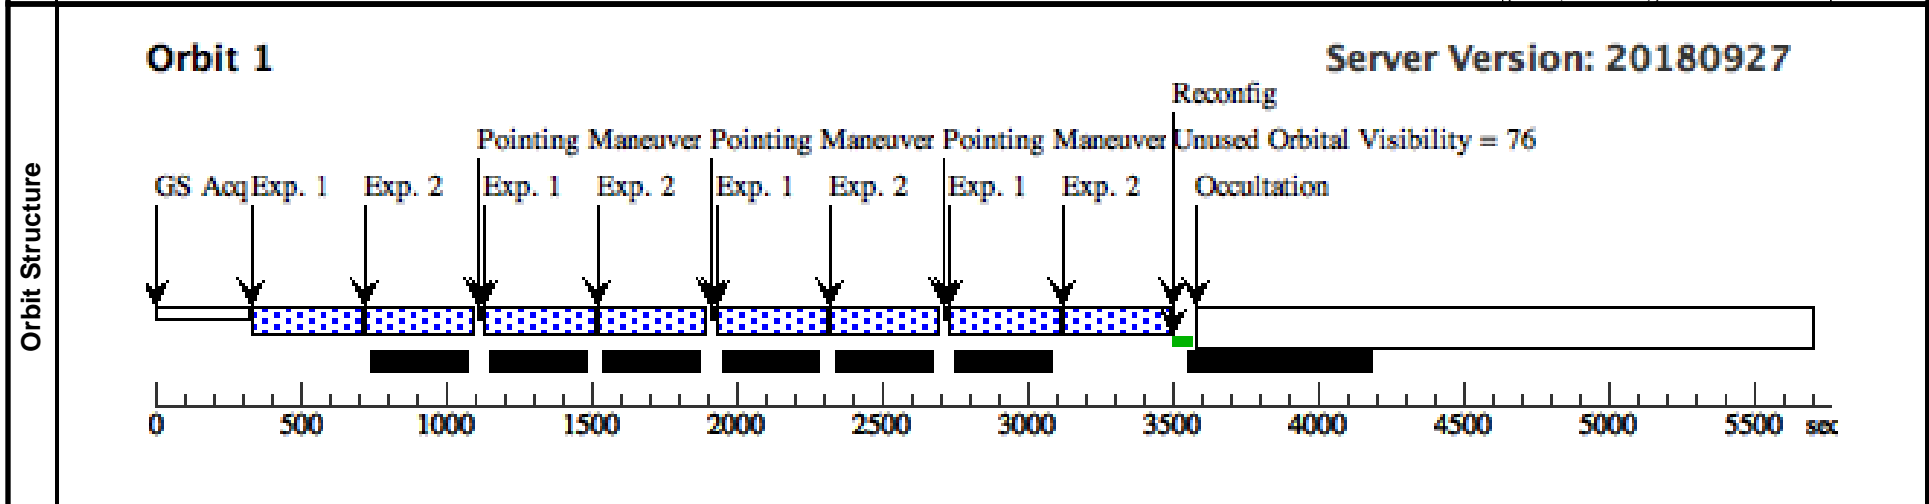 Orbit 1 Server Version: 20180927
Reconfig
Pointing Maneuver Pointing Maneuver Pointing Maneuver Unused Orbital Visibility = 76
GS Acq Exp. 1 Exp. 2 Exp. 1 Exp. 2 Exp. 1 Exp. 2 Exp. 1 Exp. 2 Occultation
Orbit Structure
0 500 1000 1500 2000 2500 3000 3500 4000 4500 5000 5500 sec